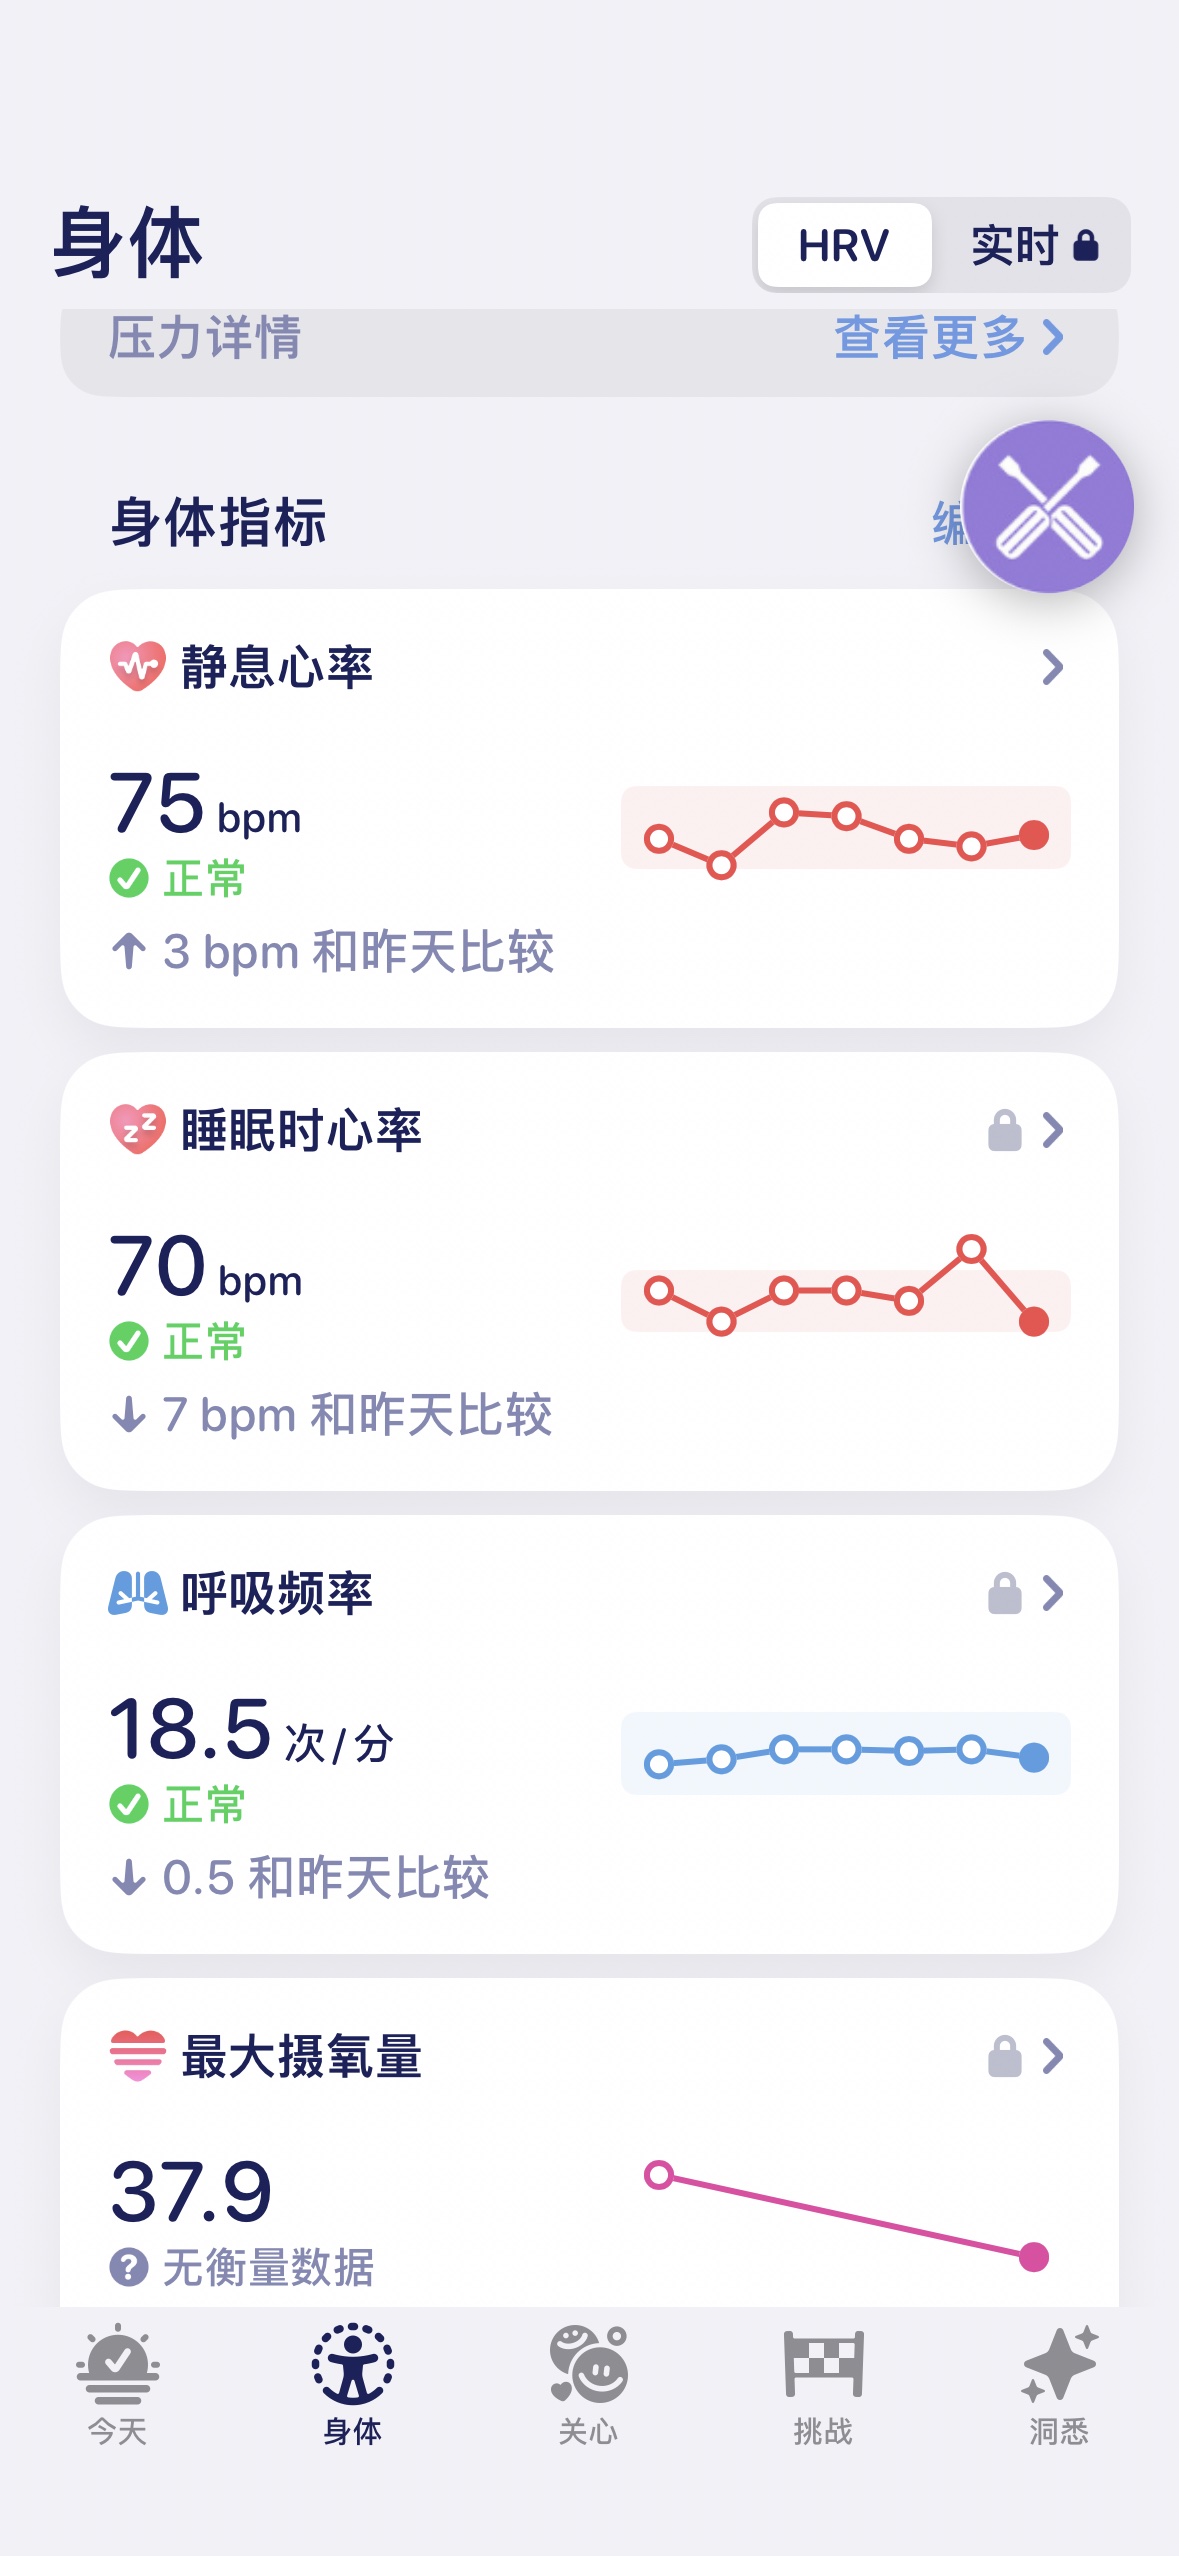 身体
HRV 实时
压力详情 查看更多
身体指标
静息心率
75 bpm
正常
3 bpm 和昨天比较
睡眠时心率
70 bpm
正常
7 bpm 和昨天比较
呼吸频率
18.5 次/分
正常
0.5 和昨天比较
最大摄氧量
37.9
无衡量数据
今天 身体 关心 挑战 洞悉